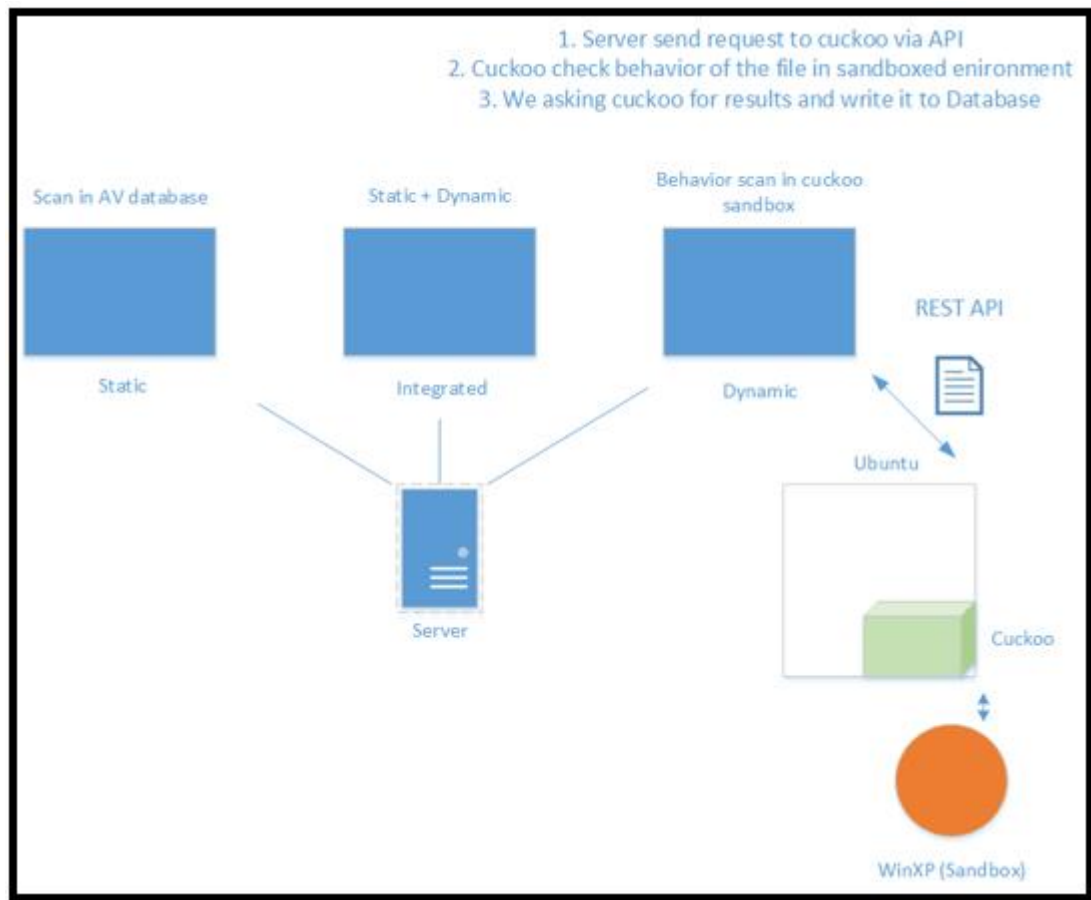 1. Server send request to cuckoo via API
2. Cuckoo check behavior of the file in sandboxed enironment
3. We asking cuckoo for results and write it to Database
Scan in AV database
Static + Dynamic
Behavior scan in cuckoo
sandbox
REST API
Static
Integrated
Dynamic
Ubuntu
Server
Cuckoo
WinXP (Sandbox)